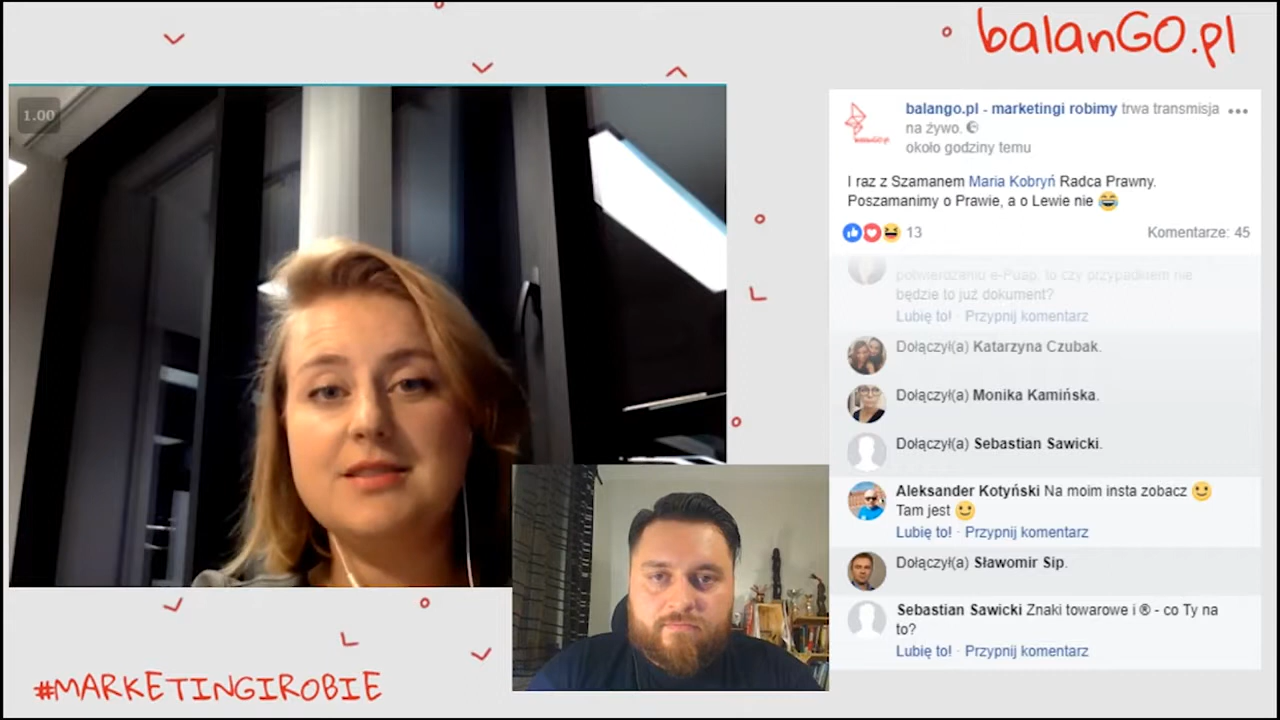 balanGO.pl
1.00
balango.pl - marketingi robimy trwa transmisja
na żywo.
około godziny temu
balanGO
I raz z Szamanem Maria Kobryń Radca Prawny.
Poszamanimy o Prawie, a o Lewie nie 😂
13
Komentarze: 45
potwierdzaniu e-Puap. to czy przypadkiem nie
będzie to już dokument?
Lubię to! · Przypnij komentarz
Dołączył(a) Katarzyna Czubak.
Dołączył(a) Monika Kamińska.
Dołączył(a) Sebastian Sawicki.
Aleksander Kotyński Na moim insta zobacz 🙂
Tam jest 🙂
Lubię to! · Przypnij komentarz
Dołączył(a) Sławomir Sip.
Sebastian Sawicki Znaki towarowe i ® - co Ty na
to?
Lubię to! · Przypnij komentarz
#MARKETINGIROBIE